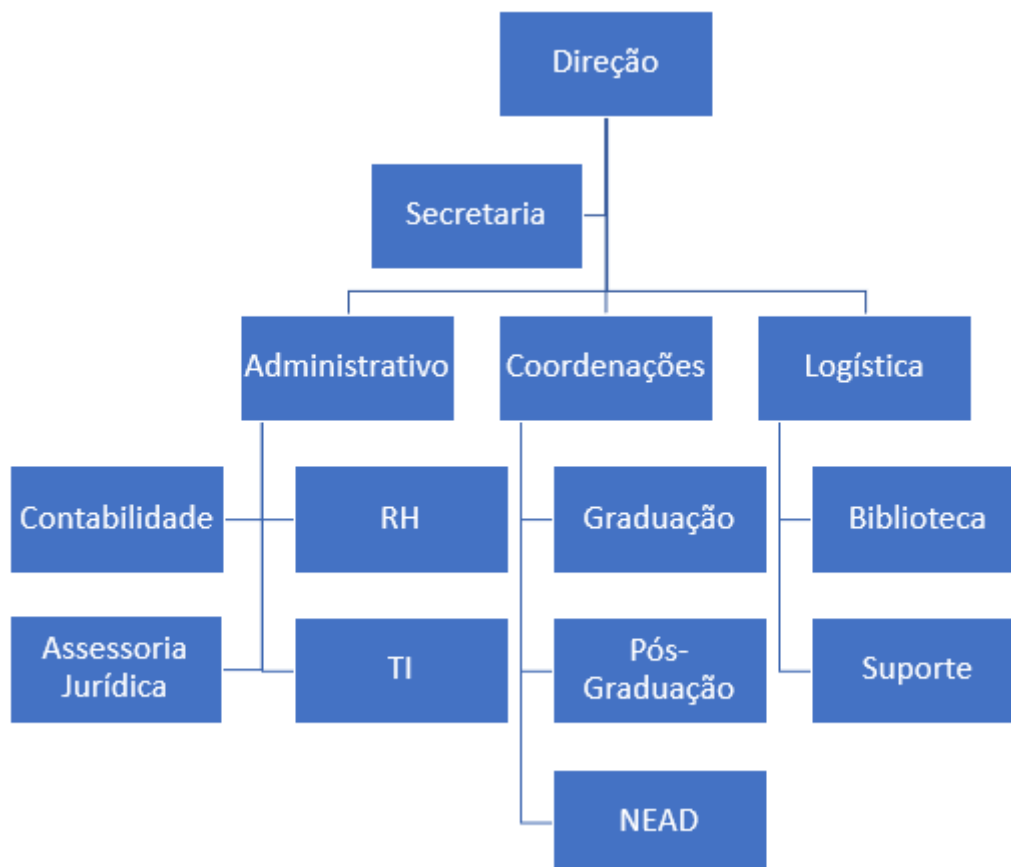 Direção
Secretaria
Administrativo
Coordenações
Logística
Contabilidade
RH
Graduação
Biblioteca
Assessoria
Jurídica
TI
Pós-
Graduação
Suporte
NEAD